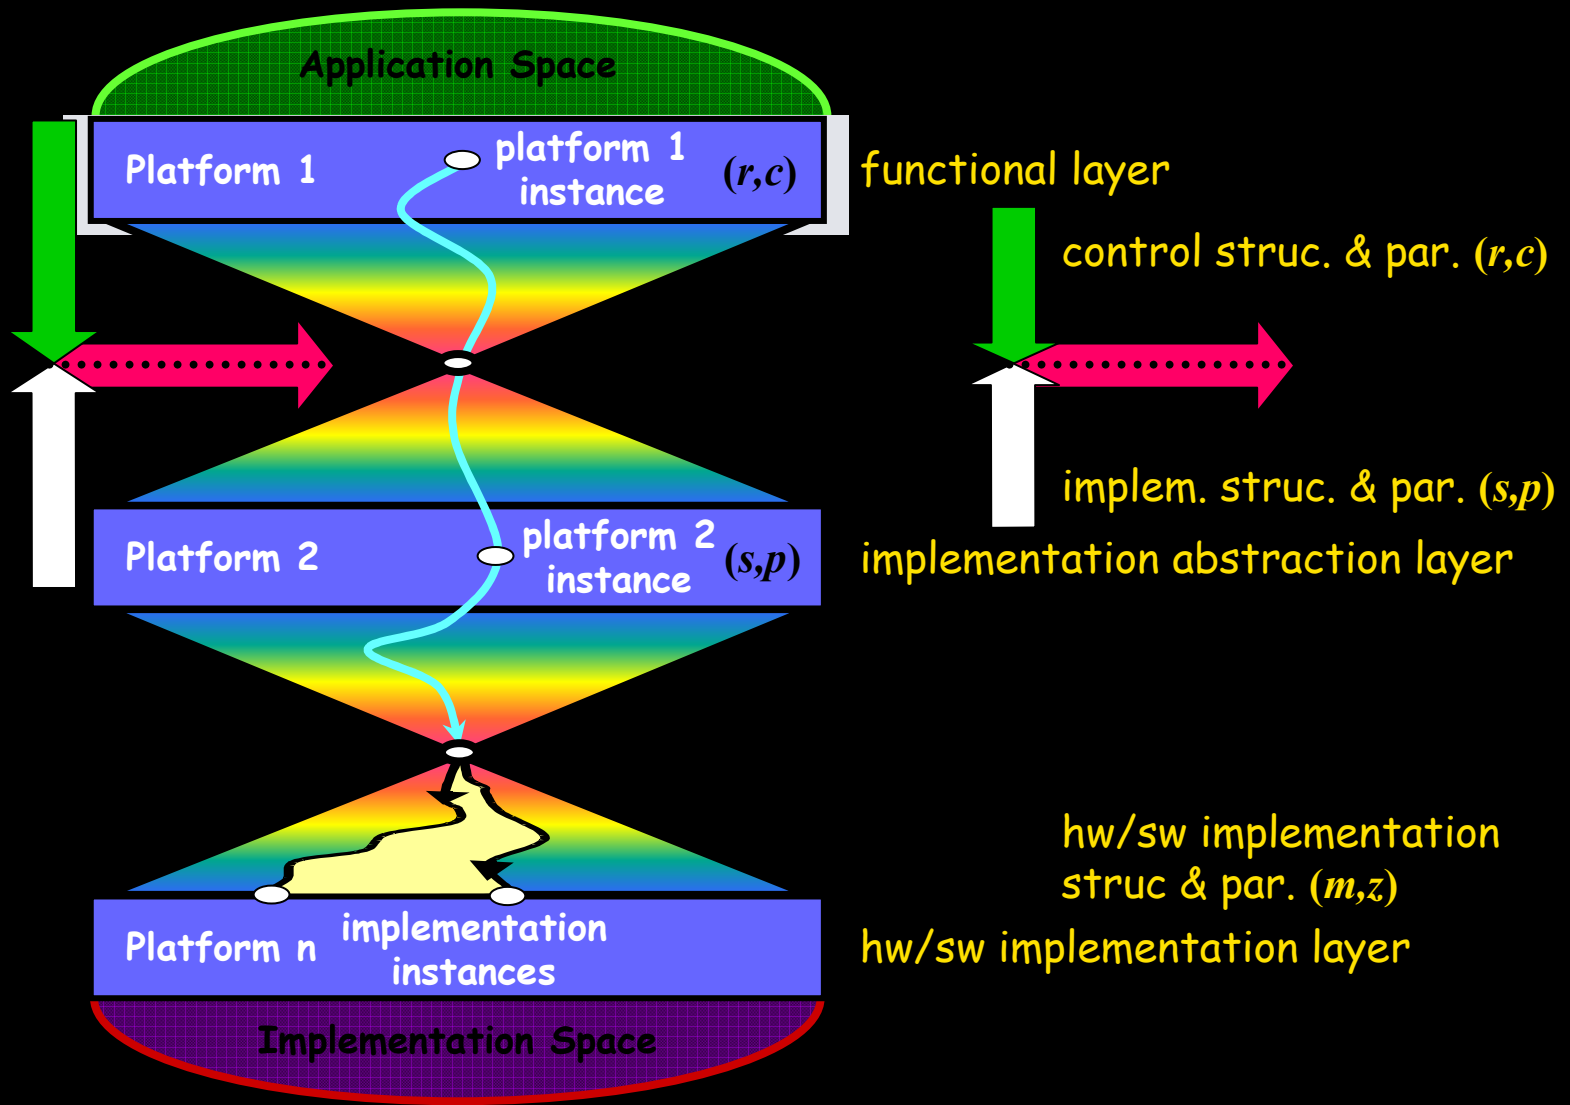 Application Space
Platform 1
platform 1
instance
(r,c)
functional layer
control struc. & par. (r,c)
implem. struc. & par. (s,p)
Platform 2
platform 2
instance
(s,p)
implementation abstraction layer
hw/sw implementation
struc & par. (m,z)
Platform n
implementation
instances
hw/sw implementation layer
Implementation Space